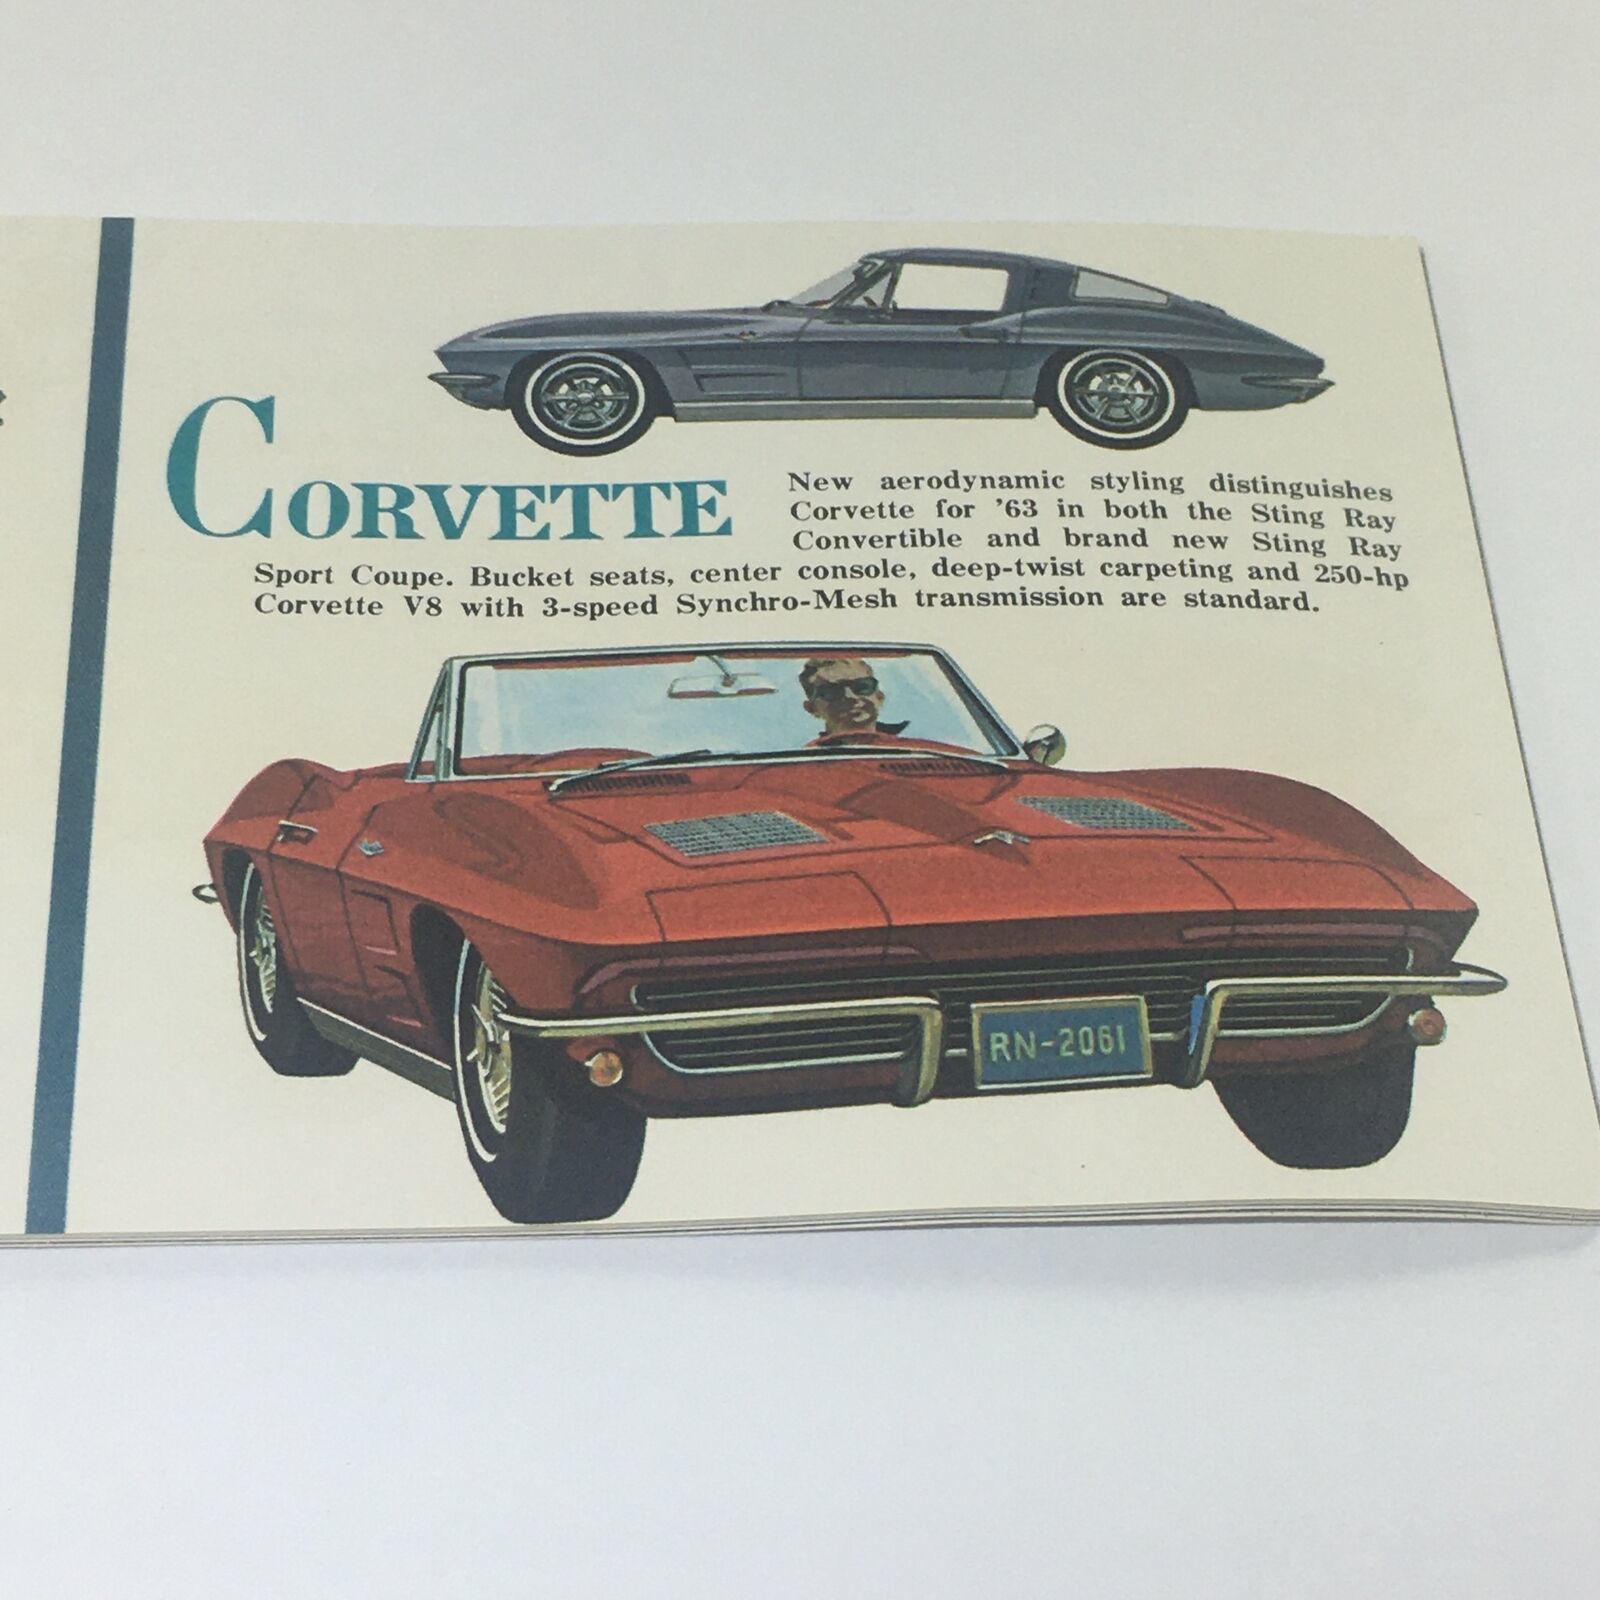 CORVETTE
New aerodynamic styling distinguishes
Corvette for '63 in both the Sting Ray
Convertible and brand new Sting Ray
Sport Coupe. Bucket seats, center console, deep-twist carpeting and 250-hp
Corvette V8 with 3-speed Synchro-Mesh transmission are standard.
RN-2061